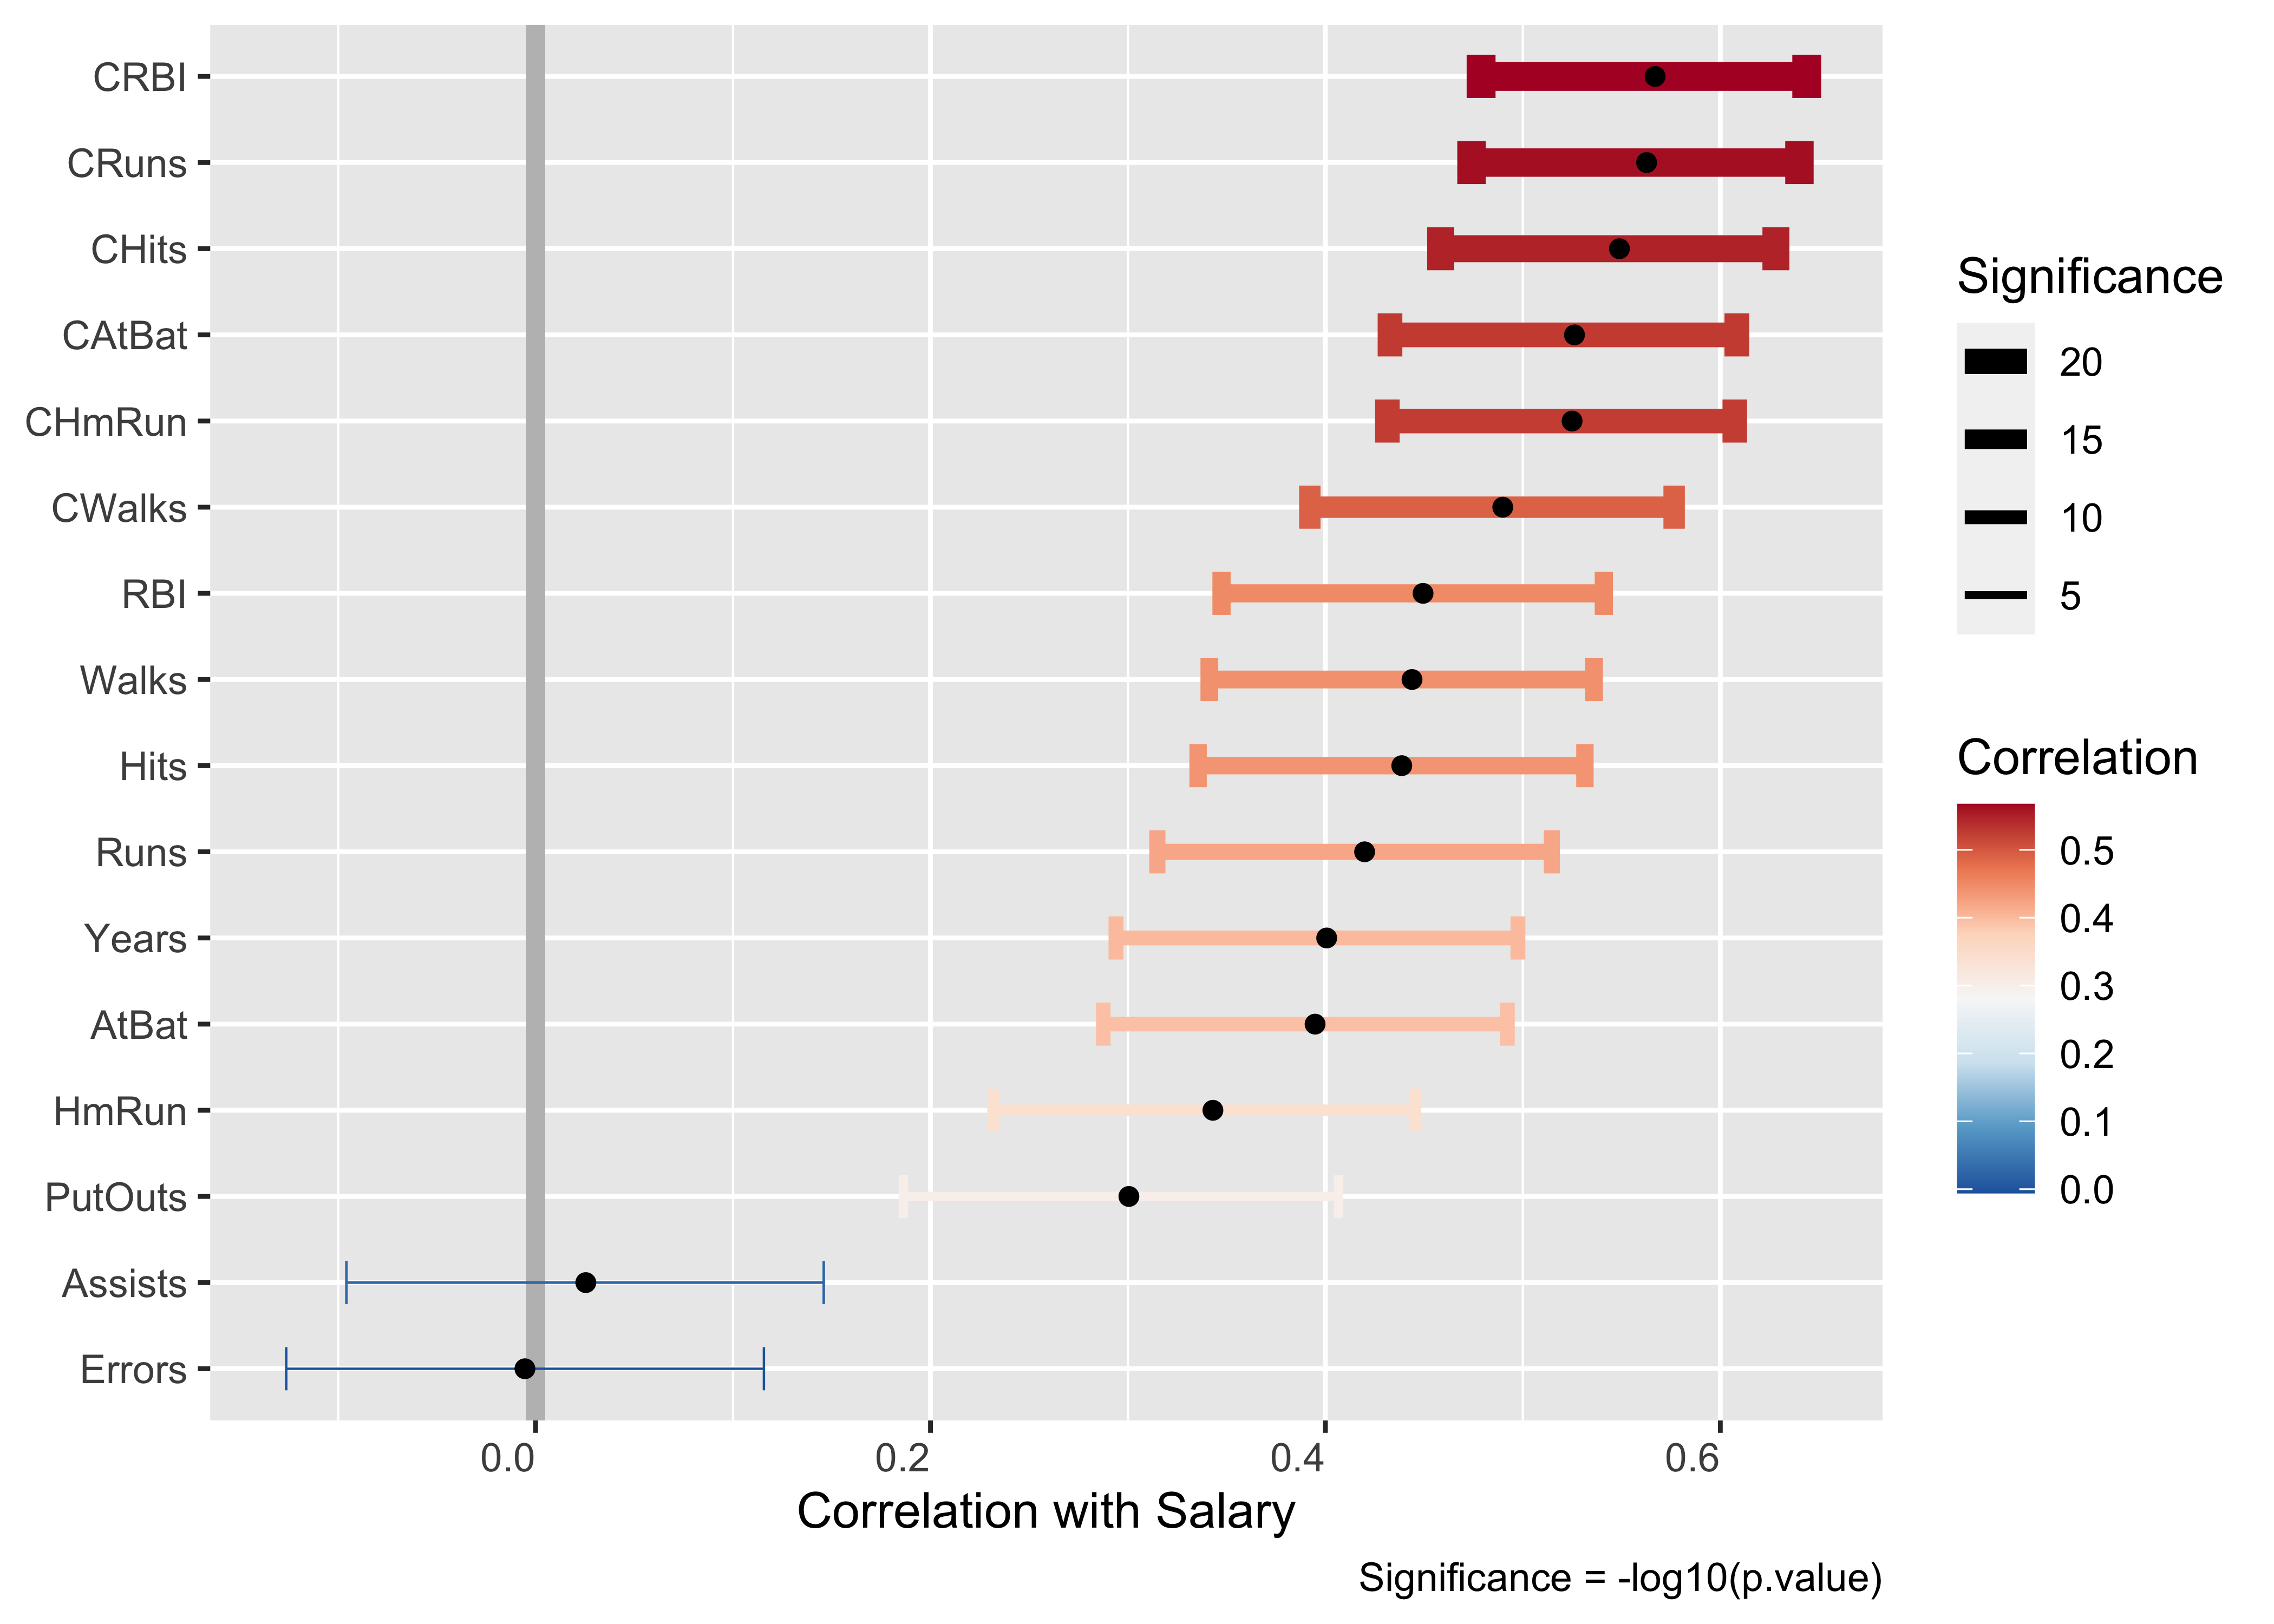 CRBI
CRuns
CHits
CAtBat
CHmRun
CWalks
RBI
Walks
Hits
Runs
Years
AtBat
HmRun
PutOuts
Assists
Errors
0.0 0.2 0.4 0.6
Correlation with Salary
Significance = -log10(p.value)
Significance
20
15
10
5
Correlation
0.5
0.4
0.3
0.2
0.1
0.0